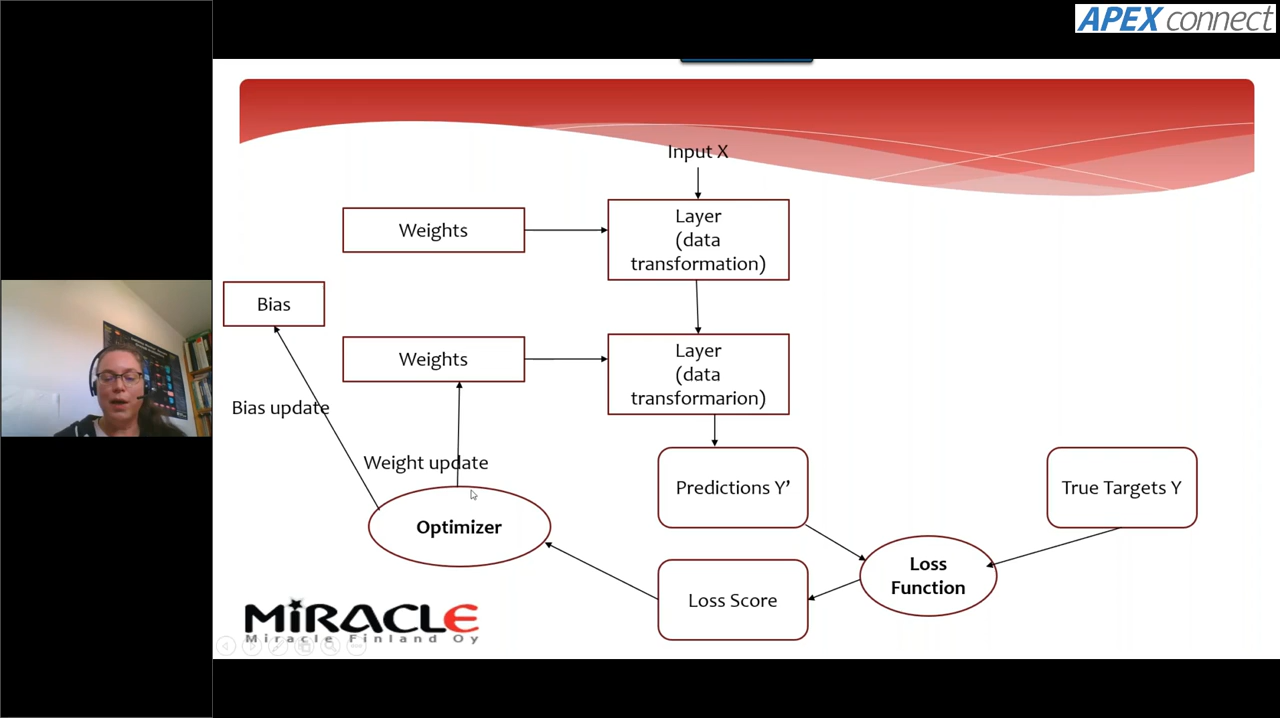 APEX connect
Input X
Weights
Layer
(data
transformation)
Bias
Weights
Layer
(data
transformarion)
Bias update
Weight update
Predictions Y’
True Targets Y
Optimizer
Loss
Function
Loss Score
MiRACLE
Miracle Finland Oy